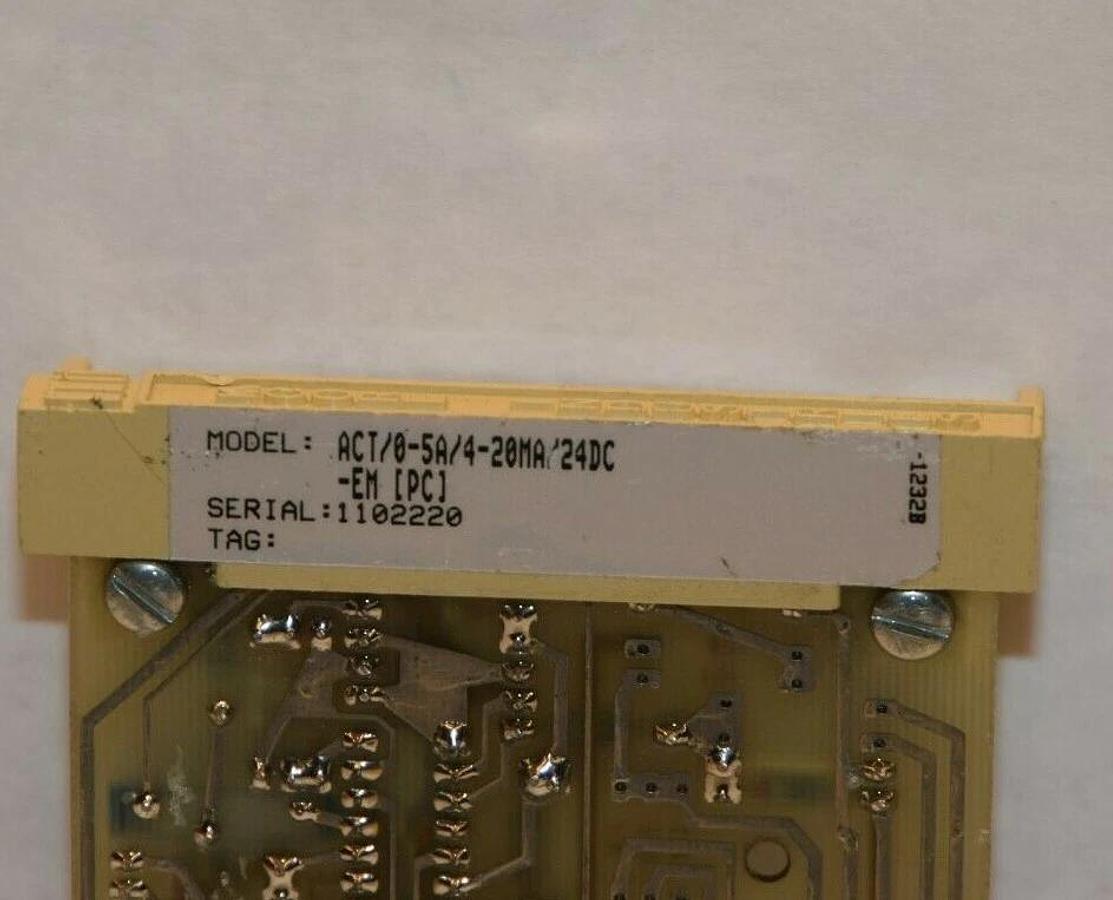 MODEL: ACT/0-5A/4-20MA/24DC
-EM [PC]
SERIAL:1102220
TAG:
-1232B